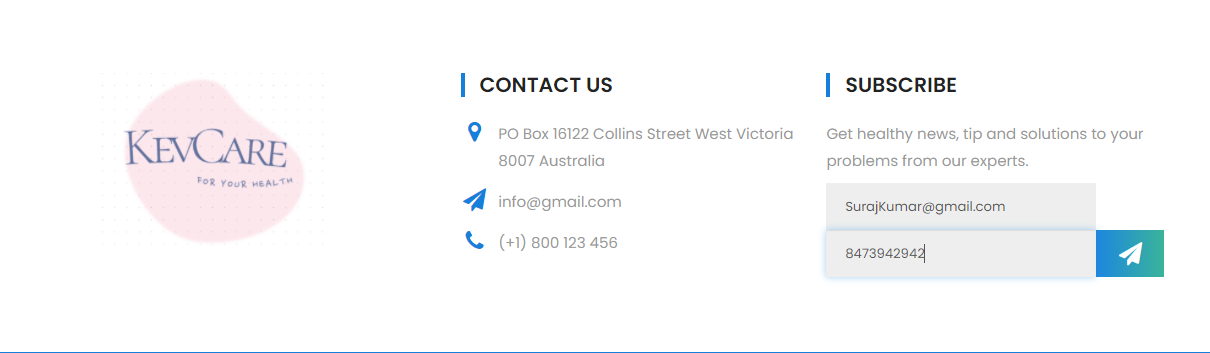 KEVCARE
FOR YOUR HEALTH
CONTACT US
PO Box 16122 Collins Street West Victoria
8007 Australia
info@gmail.com
(+1) 800 123 456
SUBSCRIBE
Get healthy news, tip and solutions to your
problems from our experts.
SurajKumar@gmail.com
8473942942